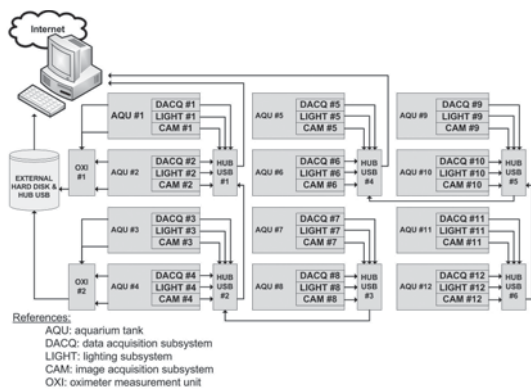 Internet
AQU #1
DACQ #1
LIGHT#1
CAM #1
OXI #1
AQU #2
DACQ #2
LIGHT#2
CAM #2
HUB USB #1
EXTERNAL HARD DISK & HUB USB
AQU #3
DACQ #3
LIGHT#3
CAM #3
OXI #2
AQU #4
DACQ #4
LIGHT#4
CAM #4
HUB USB #2
AQU #5
DACQ #5
LIGHT#5
CAM #5
AQU #6
DACQ #6
LIGHT#6
CAM #6
HUB USB #4
AQU #7
DACQ #7
LIGHT#7
CAM #7
AQU #8
DACQ #8
LIGHT#8
CAM #8
HUB USB #3
AQU #9
DACQ #9
LIGHT#9
CAM #9
AQU #10
DACQ #10
LIGHT#10
CAM #10
HUB USB #5
AQU #11
DACQ #11
LIGHT#11
CAM #11
AQU #12
DACQ #12
LIGHT#12
CAM #12
HUB USB #6
References:
AQU: aquarium tank
DACQ: data acquisition subsystem
LIGHT: lighting subsystem
CAM: image acquisition subsystem
OXI: oximeter measurement unit